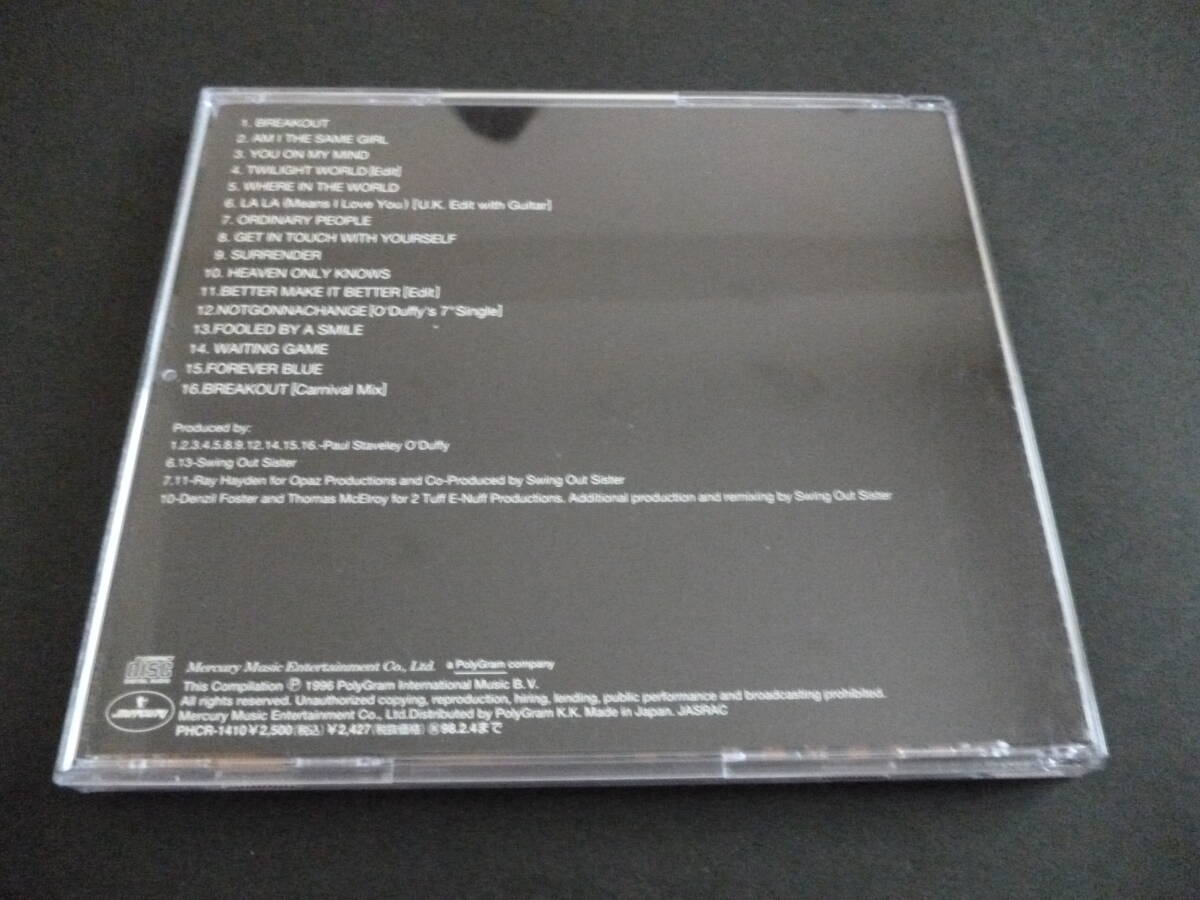 1. BREAKOUT
2. AM I THE SAME GIRL
3. YOU ON MY MIND
4. TWILIGHT WORLD [Edit]
5. WHERE IN THE WORLD
6. LA LA (Means I Love You) [U.K. Edit with Guitar]
7. ORDINARY PEOPLE
8. GET IN TOUCH WITH YOURSELF
9. SURRENDER
10. HEAVEN ONLY KNOWS
11.BETTER MAKE IT BETTER [Edit]
12.NOTGONNACHANGE [O'Duffy's 7" Single]
13.FOOLED BY A SMILE
14. WAITING GAME
15.FOREVER BLUE
16.BREAKOUT [Carnival Mix]
Produced by:
1.2.3.4.5.8.9.12.14.15.16.-Paul Staveley O'Duffy
6.13-Swing Out Sister
7.11-Ray Hayden for Opaz Productions and Co-Produced by Swing Out Sister
10-Denzil Foster and Thomas McElroy for 2 Tuff E-Nuff Productions. Additional production and remixing by Swing Out Sister
disc Mercury Music Entertainment Co., Ltd. a PolyGram company
DIGITAL AUDIO
This Compilation Ⓟ 1996 PolyGram International Music B.V.
All rights reserved. Unauthorized copying, reproduction, hiring, lending, public performance and broadcasting prohibited.
mercury Mercury Music Entertainment Co., Ltd.Distributed by PolyGram K.K. Made in Japan. JASRAC
PHCR-1410 ¥2,500(税込) ¥2,427(税抜価格) 98.2.4まで